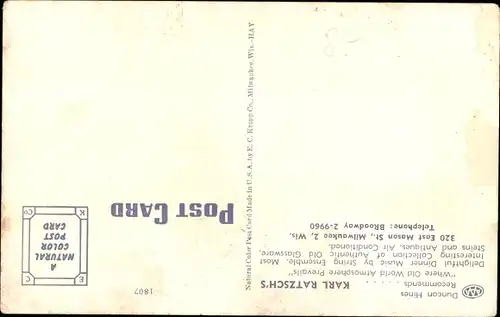 Duncan Hines
Recommends . . . . . .
KARL RATZSCH'S
"Where Old World Atmosphere Prevails"
Delightful Dinner Music by String Ensemble. Most
Interesting Collection of Authentic Old Glassware,
Steins and Antiques. Air Conditioned.
320 East Mason St., Milwaukee 2, Wis.
Telephone: BRoadway 2-9960
AAA
Natural Color Post Card Made in U. S. A. by E. C. Kropp Co., Milwaukee, Wis.-HAY
POST CARD
1807
E C
A
NATURAL
COLOR
POST
CARD
K Co
8.-